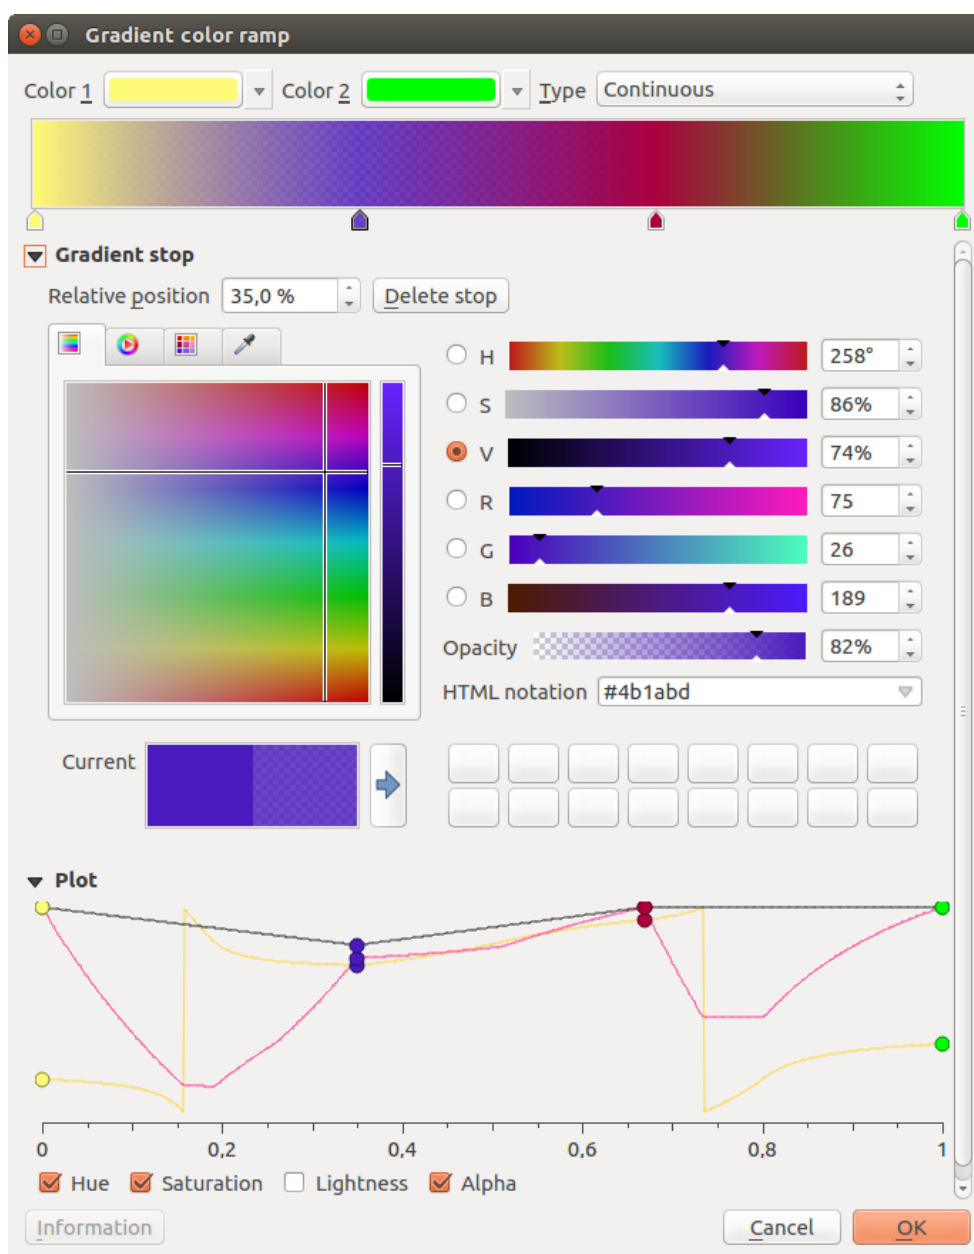 Gradient color ramp
Color 1 Color 2 Type Continuous
Gradient stop
Relative position 35,0 % Delete stop
H 258°
S 86%
V 74%
R 75
G 26
B 189
Opacity 82%
HTML notation #4b1abd
Current
Plot
0 0,2 0,4 0,6 0,8 1
Hue Saturation Lightness Alpha
Information Cancel OK